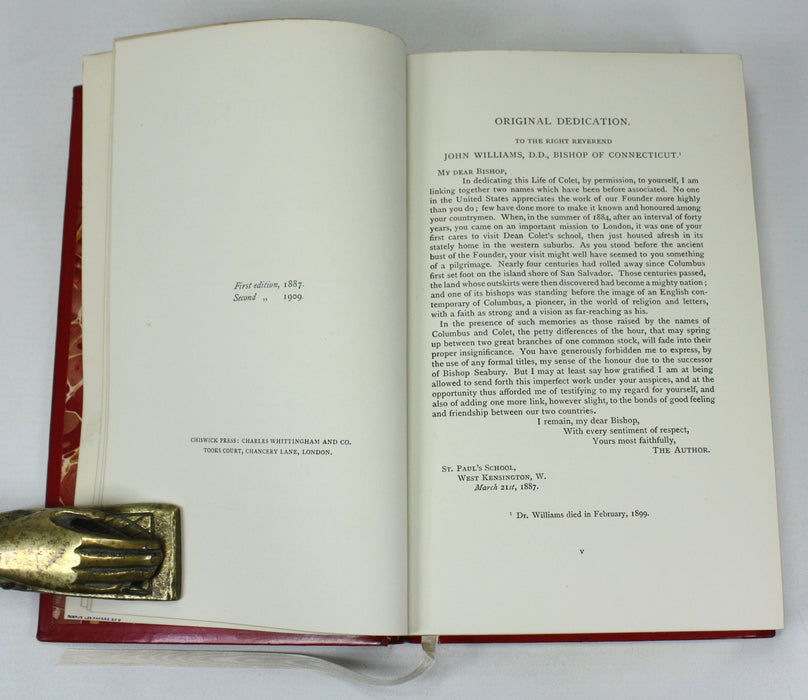 First edition, 1887.
Second „ 1909.
CHISWICK PRESS: CHARLES WHITTINGHAM AND CO.
TOOKS COURT, CHANCERY LANE, LONDON.
ORIGINAL DEDICATION.
TO THE RIGHT REVEREND
JOHN WILLIAMS, D.D., BISHOP OF CONNECTICUT.¹
MY DEAR BISHOP,
In dedicating this Life of Colet, by permission, to yourself, I am
linking together two names which have been before associated. No one
in the United States appreciates the work of our Founder more highly
than you do; few have done more to make it known and honoured among
your countrymen. When, in the summer of 1884, after an interval of forty
years, you came on an important mission to London, it was one of your
first cares to visit Dean Colet's school, then just housed afresh in its
stately home in the western suburbs. As you stood before the ancient
bust of the Founder, your visit might well have seemed to you something
of a pilgrimage. Nearly four centuries had rolled away since Columbus
first set foot on the island shore of San Salvador. Those centuries passed,
the land whose outskirts were then discovered had become a mighty nation;
and one of its bishops was standing before the image of an English con-
temporary of Columbus, a pioneer, in the world of religion and letters,
with a faith as strong and a vision as far-reaching as his.
In the presence of such memories as those raised by the names of
Columbus and Colet, the petty differences of the hour, that may spring
up between two great branches of one common stock, will fade into their
proper insignificance. You have generously forbidden me to express, by
the use of any formal titles, my sense of the honour due to the successor
of Bishop Seabury. But I may at least say how gratified I am at being
allowed to send forth this imperfect work under your auspices, and at the
opportunity thus afforded me of testifying to my regard for yourself, and
also of adding one more link, however slight, to the bonds of good feeling
and friendship between our two countries.
I remain, my dear Bishop,
With every sentiment of respect,
Yours most faithfully,
THE AUTHOR.
ST. PAUL'S SCHOOL,
WEST KENSINGTON, W.
March 21st, 1887.
¹ Dr. Williams died in February, 1899.
v